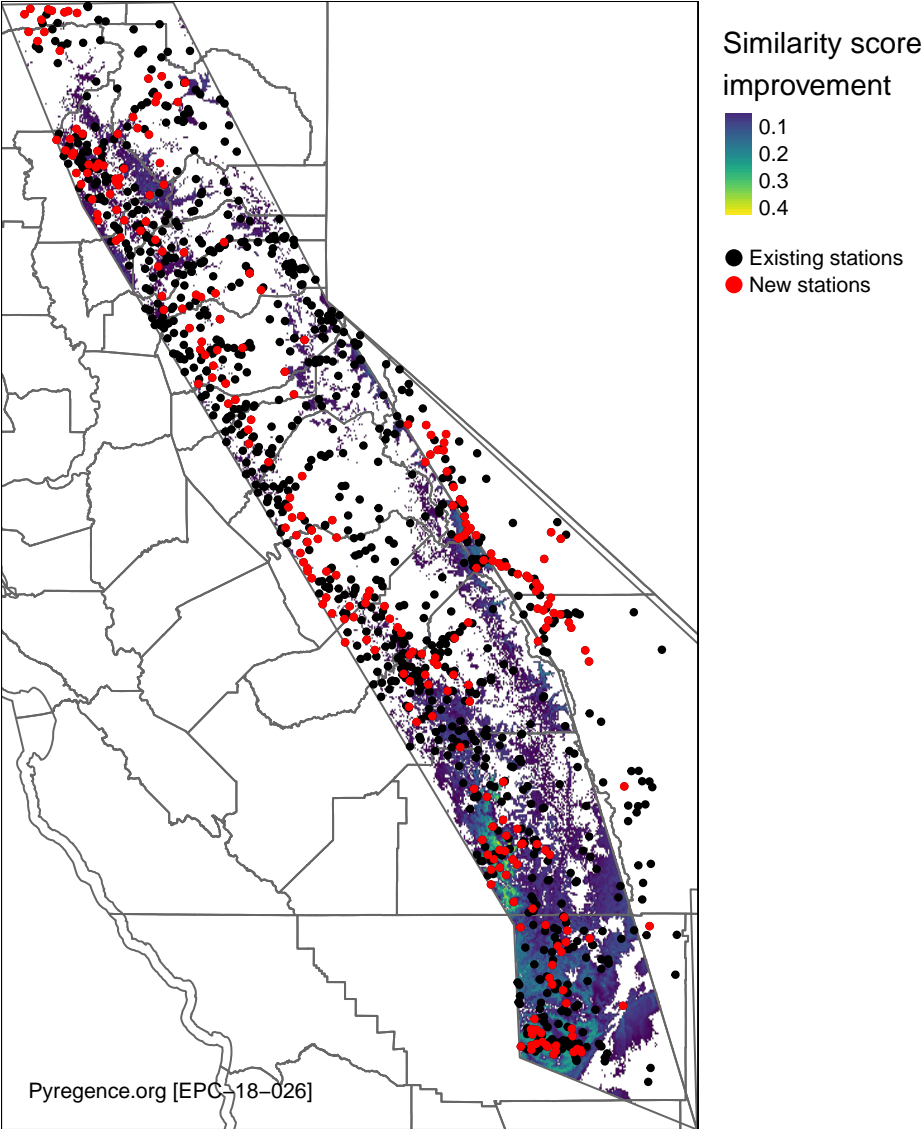 Similarity score
improvement
0.1
0.2
0.3
0.4
Existing stations
New stations
Pyregence.org [EPC−18−026]